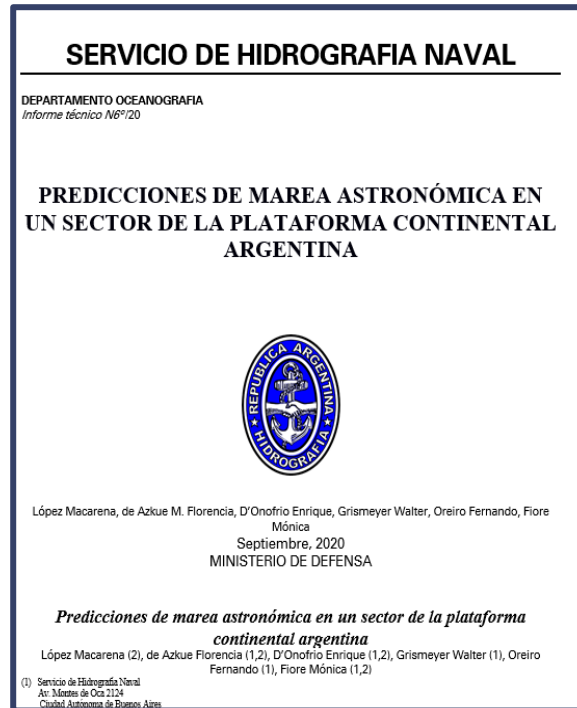 SERVICIO DE HIDROGRAFIA NAVAL
DEPARTAMENTO OCEANOGRAFIA
Informe técnico N6º/20
PREDICCIONES DE MAREA ASTRONÓMICA EN
UN SECTOR DE LA PLATAFORMA CONTINENTAL
ARGENTINA
REPUBLICA ARGENTINA
HIDROGRAFIA
López Macarena, de Azkue M. Florencia, D'Onofrio Enrique, Grismeyer Walter, Oreiro Fernando, Fiore
Mónica
Septiembre, 2020
MINISTERIO DE DEFENSA
Predicciones de marea astronómica en un sector de la plataforma
continental argentina
López Macarena (2), de Azkue Florencia (1,2), D'Onofrio Enrique (1,2), Grismeyer Walter (1), Oreiro
Fernando (1), Fiore Mónica (1,2)
(1) Servicio de Hidrografía Naval
Av. Montes de Oca 2124
Ciudad Autónoma de Buenos Aires